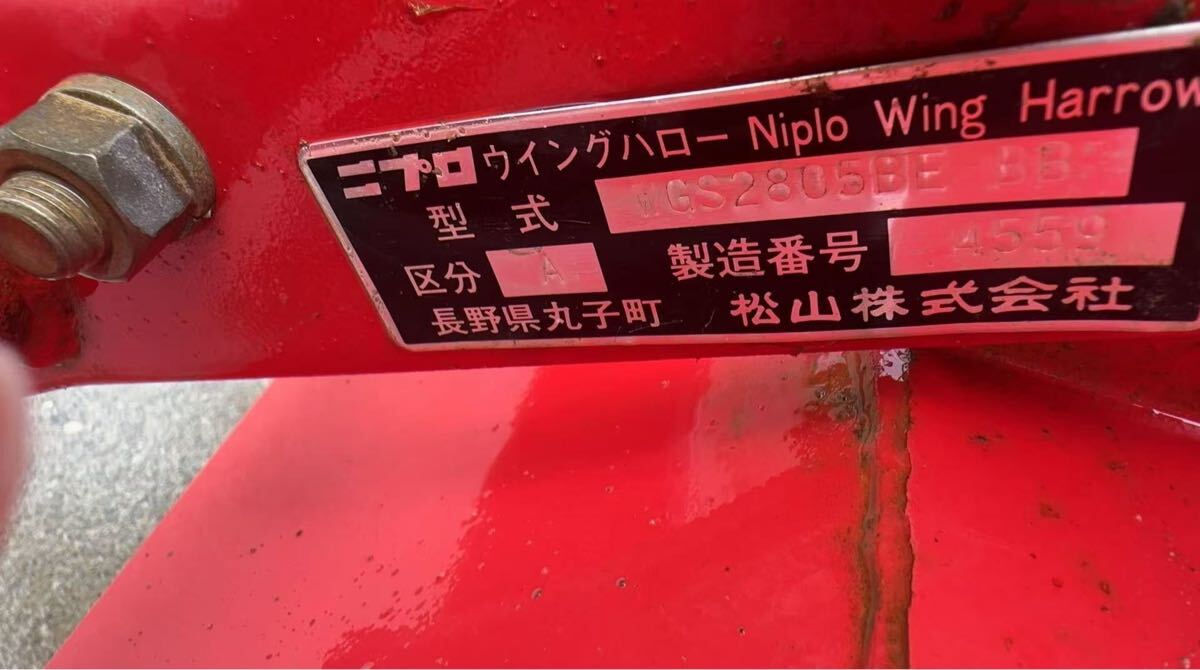 ニプロ ウイングハロー Niplo Wing Harrow
型 式 WGS2805BE
区分 A 製造番号 4559
長野県丸子町 松山株式会社